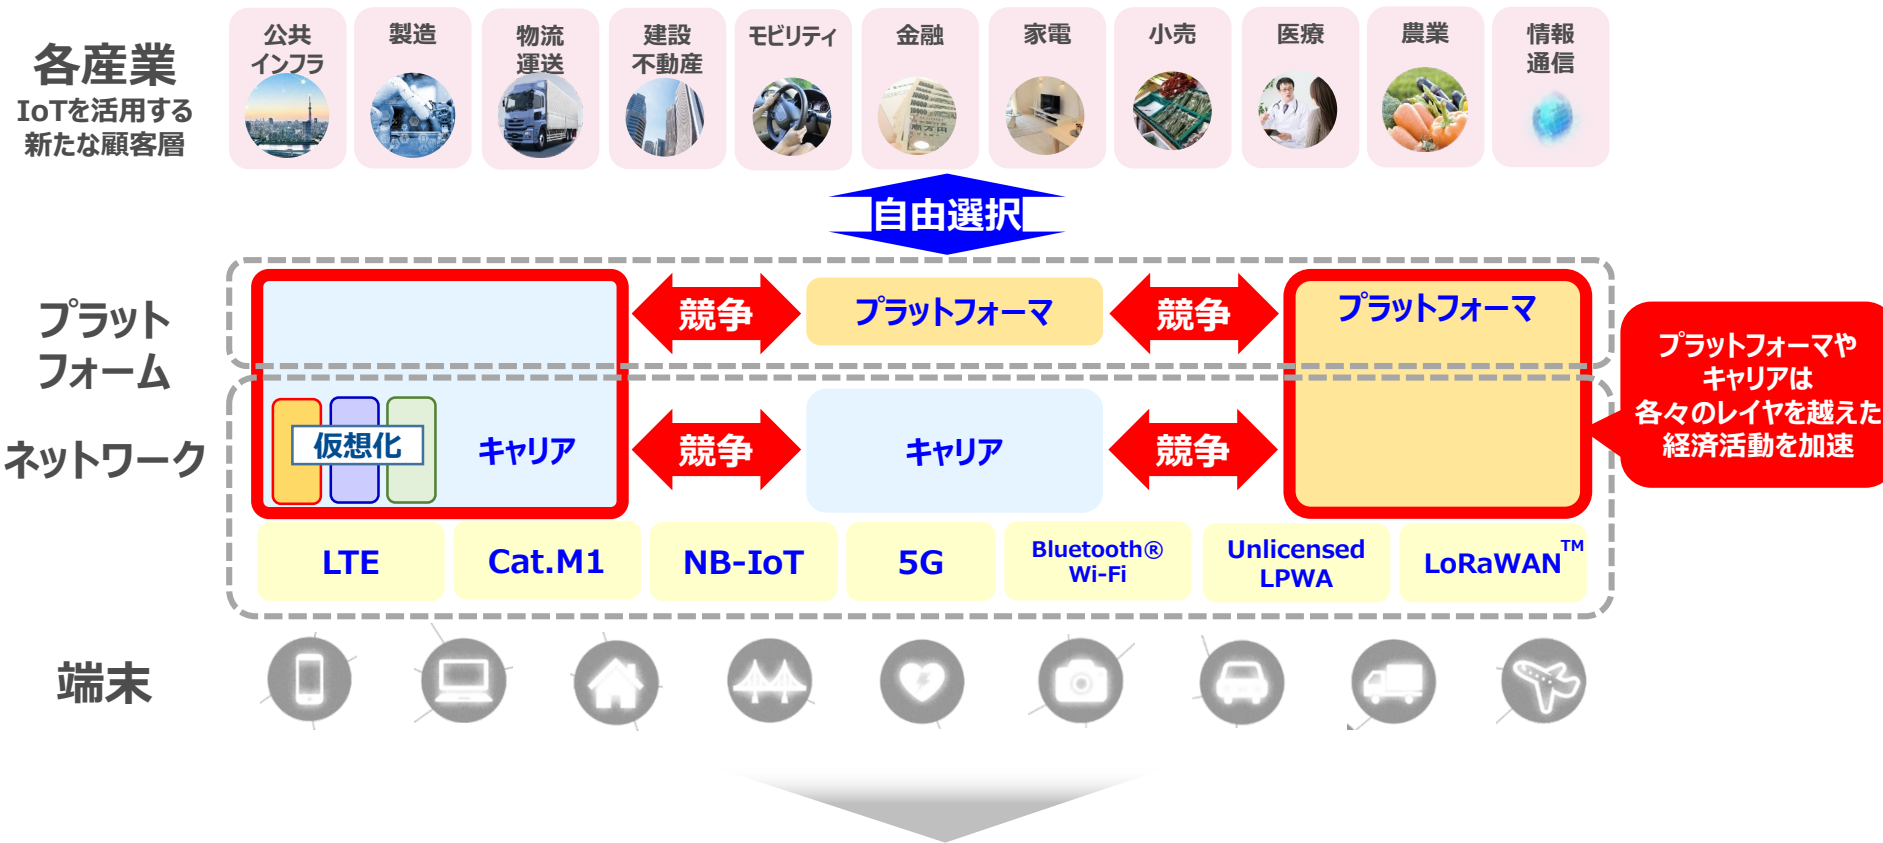 各産業
IoTを活用する
新たな顧客層
公共
インフラ
製造
物流
運送
建設
不動産
モビリティ
金融
家電
小売
医療
農業
情報
通信
自由選択
プラット
フォーム
競争
プラットフォーマ
競争
プラットフォーマ
プラットフォーマや
キャリアは
各々のレイヤを越えた
経済活動を加速
ネットワーク
仮想化
キャリア
競争
キャリア
競争
LTE
Cat.M1
NB-IoT
5G
Bluetooth®
Wi-Fi
Unlicensed
LPWA
LoRaWAN™
端末